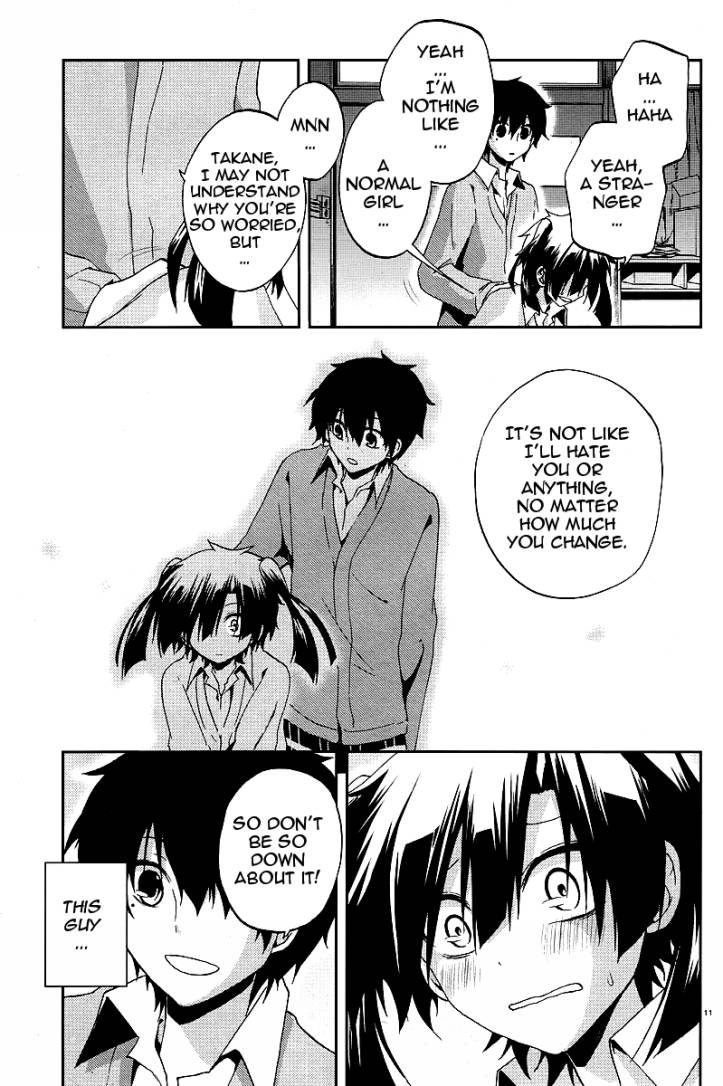 HA
...
HAHA
YEAH,
A STRA-
NGER
...
YEAH
...
I'M
NOTHING
LIKE
...
A
NORMAL
GIRL
...
MNN
...
TAKANE,
I MAY NOT
UNDERSTAND
WHY YOU'RE
SO WORRIED,
BUT
...
IT'S NOT LIKE
I'LL HATE
YOU OR
ANYTHING,
NO MATTER
HOW MUCH
YOU CHANGE.
SO DON'T
BE SO
DOWN
ABOUT IT!
THIS
GUY
...
11